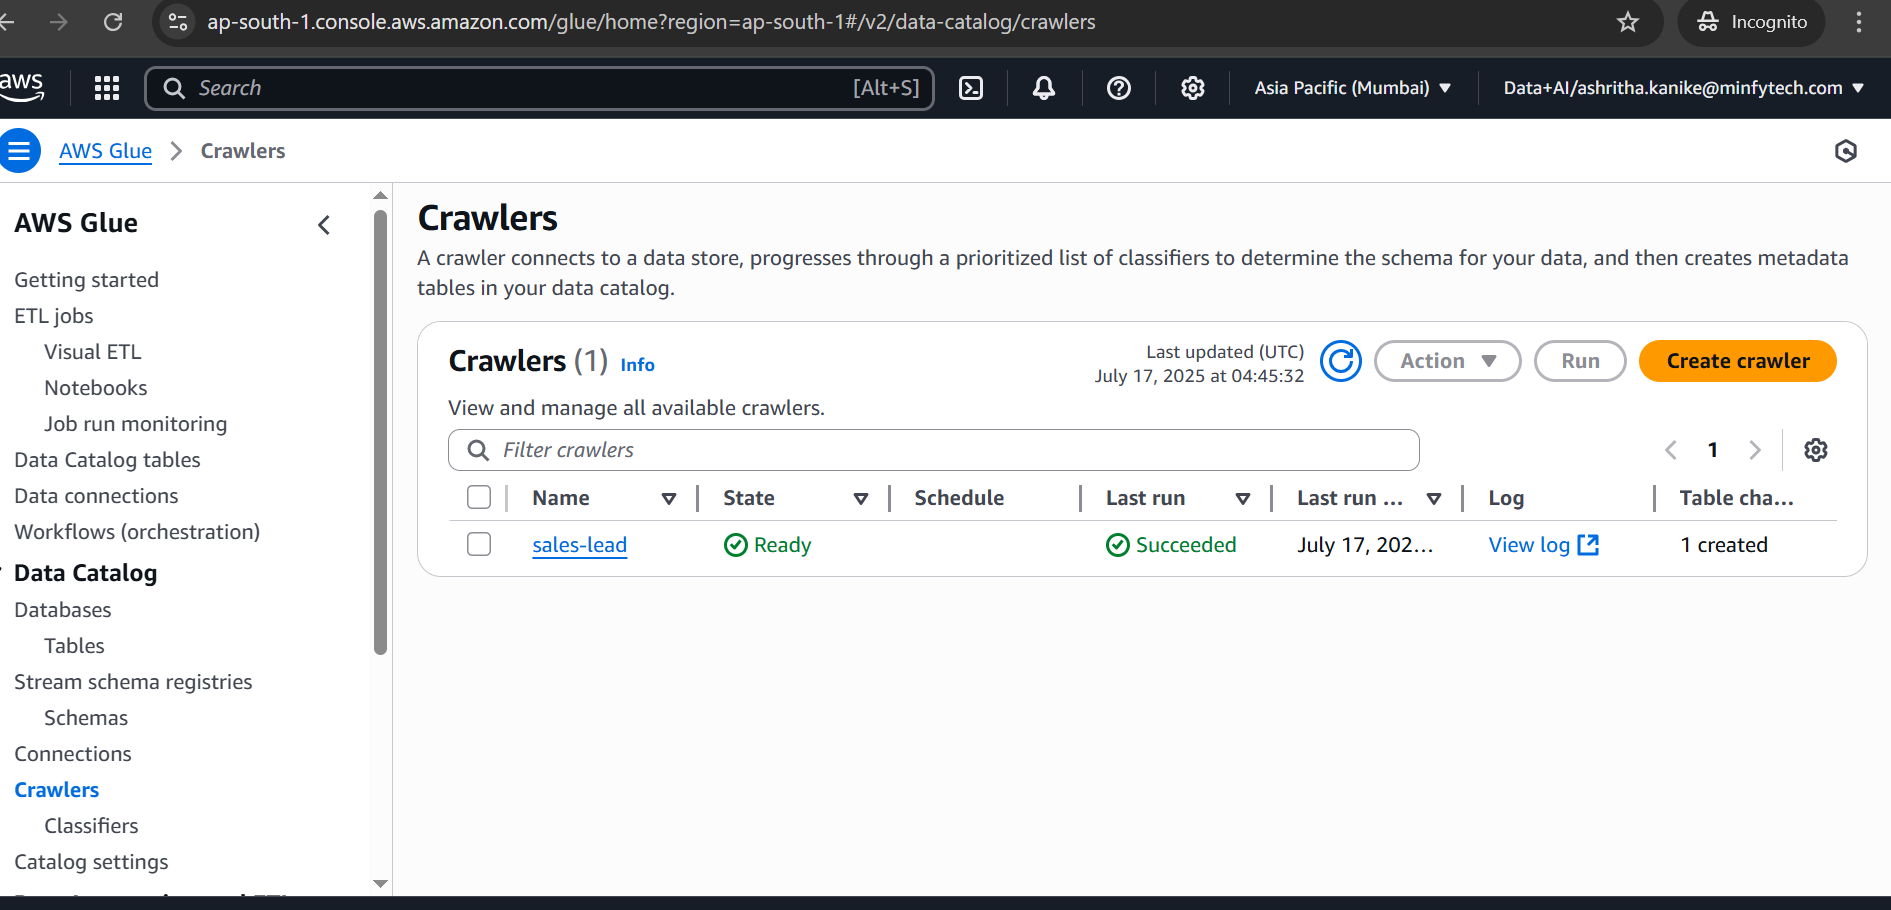 ap-south-1.console.aws.amazon.com/glue/home?region=ap-south-1#/v2/data-catalog/crawlers
Incognito
aws
Search
[Alt+S]
Asia Pacific (Mumbai)
Data+AI/ashritha.kanike@minfytech.com
AWS Glue
Crawlers
AWS Glue
Getting started
ETL jobs
Visual ETL
Notebooks
Job run monitoring
Data Catalog tables
Data connections
Workflows (orchestration)
Data Catalog
Databases
Tables
Stream schema registries
Schemas
Connections
Crawlers
Classifiers
Catalog settings
Crawlers
A crawler connects to a data store, progresses through a prioritized list of classifiers to determine the schema for your data, and then creates metadata
tables in your data catalog.
Crawlers (1) Info
Last updated (UTC)
July 17, 2025 at 04:45:32
Action
Run
Create crawler
View and manage all available crawlers.
Filter crawlers
1
Name State Schedule Last run Last run ... Log Table cha...
sales-lead Ready Succeeded July 17, 202... View log 1 created